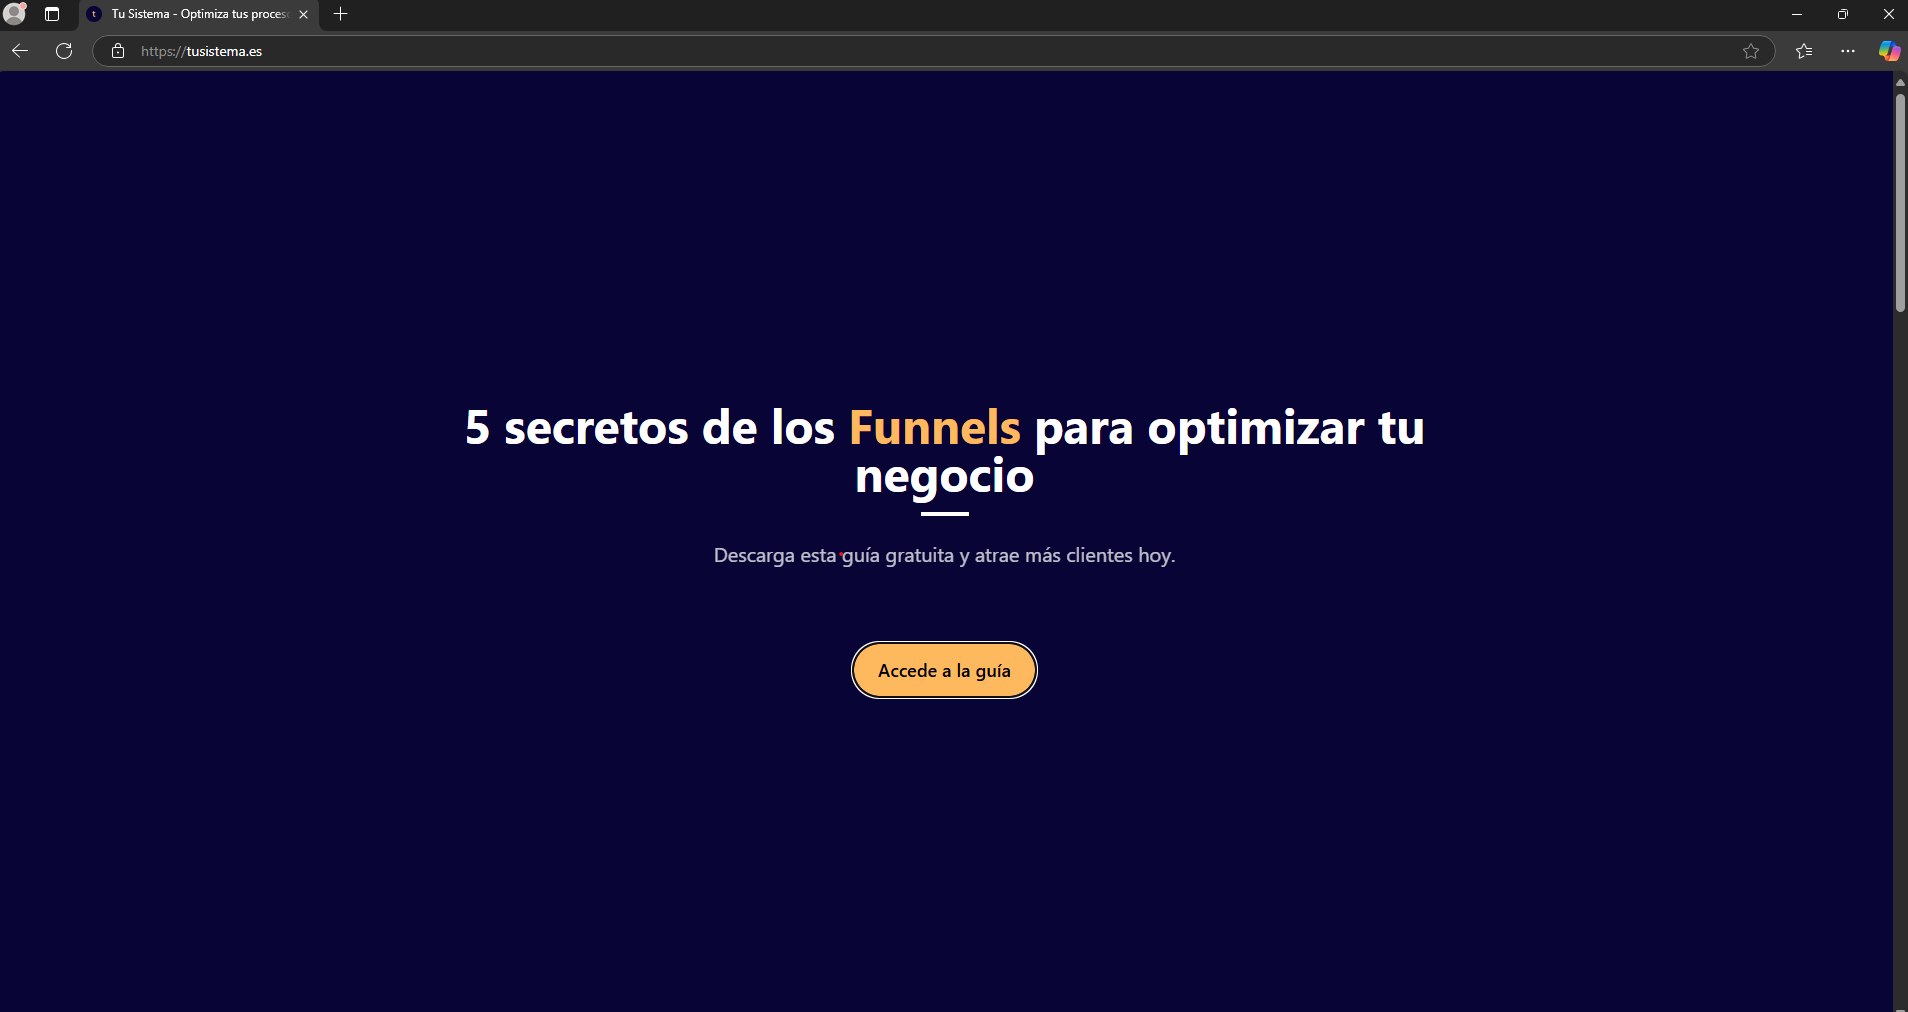 t
Tu Sistema - Optimiza tus proces
https://tusistema.es
5 secretos de los Funnels para optimizar tu
negocio
Descarga esta guía gratuita y atrae más clientes hoy.
Accede a la guía